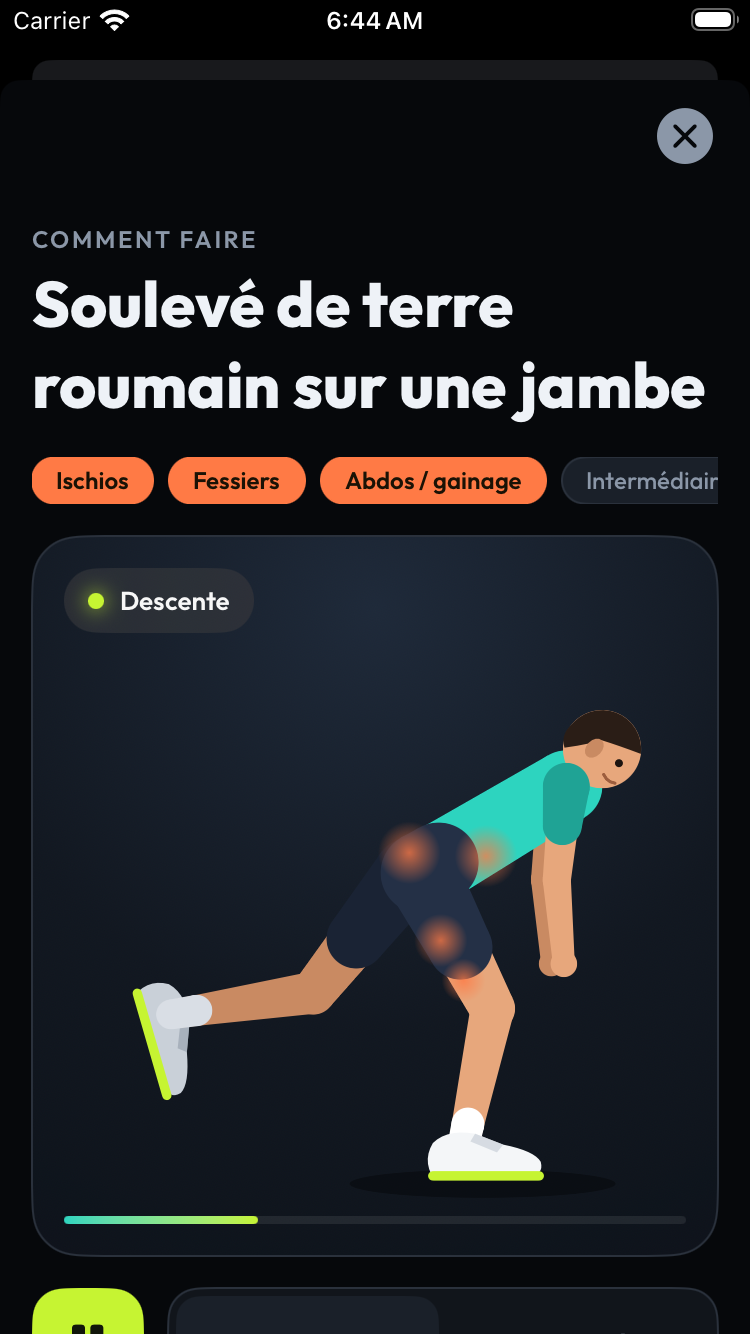 Carrier 6:44 AM
COMMENT FAIRE
Soulevé de terre
roumain sur une jambe
Ischios Fessiers Abdos / gainage
Descente